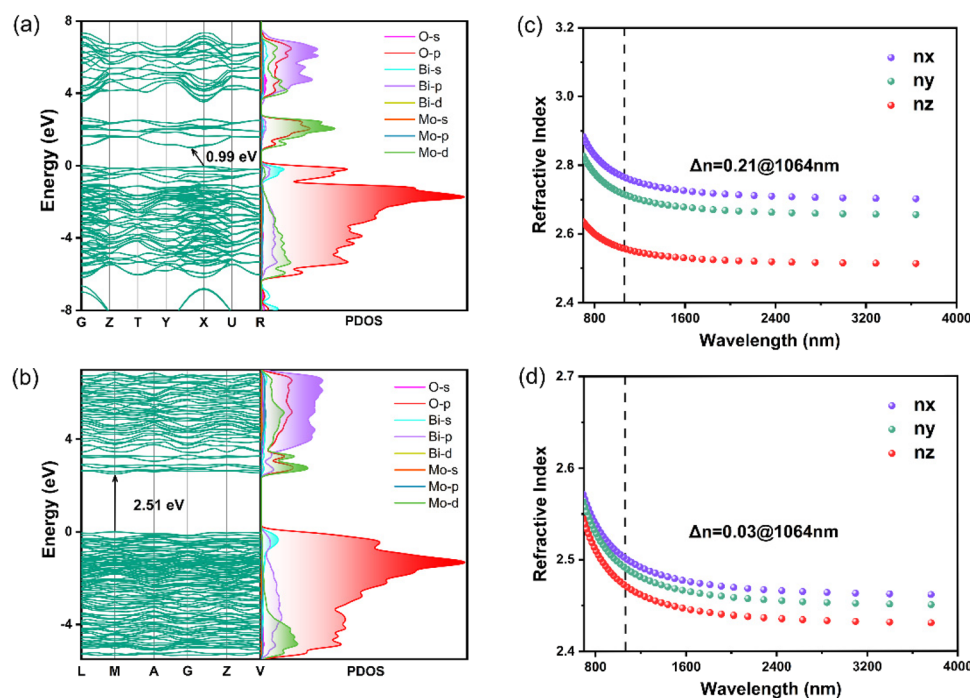 (a)
8
4
0
-4
-8
Energy (eV)
0.99 eV
G Z T Y X U R
PDOS
O-s
O-p
Bi-s
Bi-p
Bi-d
Mo-s
Mo-p
Mo-d
(c)
3.2
3.0
2.8
2.6
2.4
Refractive Index
nx
ny
nz
Δn=0.21@1064nm
800 1600 2400 3200 4000
Wavelength (nm)
(b)
4
0
-4
Energy (eV)
2.51 eV
L M A G Z V
PDOS
O-s
O-p
Bi-s
Bi-p
Bi-d
Mo-s
Mo-p
Mo-d
(d)
2.7
2.6
2.5
2.4
Refractive Index
nx
ny
nz
Δn=0.03@1064nm
800 1600 2400 3200 4000
Wavelength (nm)